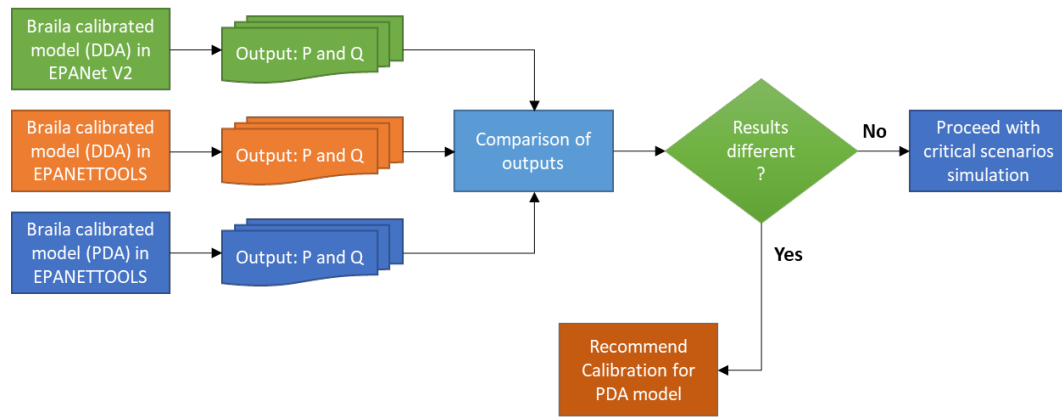 Braila calibrated
model (DDA) in
EPANet V2
Output: P and Q
Braila calibrated
model (DDA) in
EPANETTOOLS
Output: P and Q
Braila calibrated
model (PDA) in
EPANETTOOLS
Output: P and Q
Comparison of
outputs
Results
different
?
No
Proceed with
critical scenarios
simulation
Yes
Recommend
Calibration for
PDA model